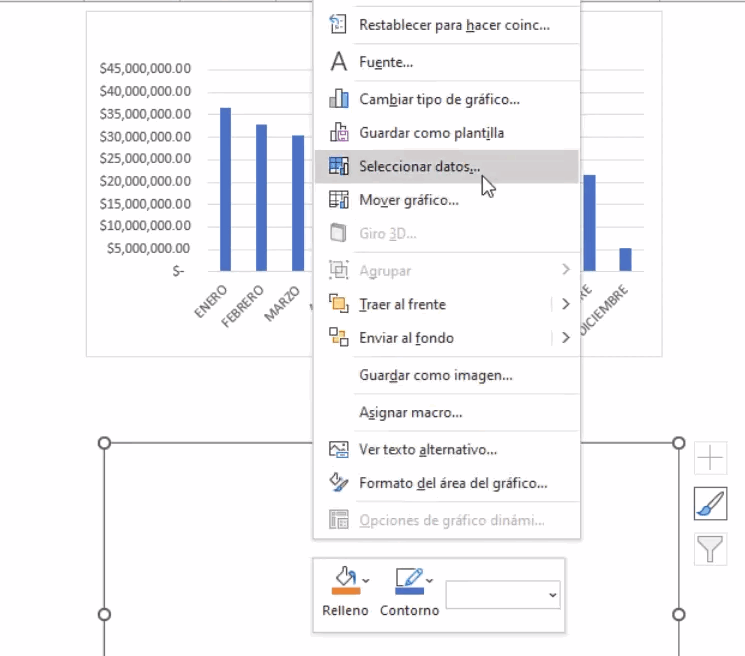 Restablecer para hacer coinc...
Fuente...
Cambiar tipo de gráfico...
Guardar como plantilla
Seleccionar datos...
Mover gráfico...
Giro 3D...
Agrupar
Traer al frente
Enviar al fondo
Guardar como imagen...
Asignar macro...
Ver texto alternativo...
Formato del área del gráfico...
Opciones de gráfico dinámi...
Relleno
Contorno
$45,000,000.00
$40,000,000.00
$35,000,000.00
$30,000,000.00
$25,000,000.00
$20,000,000.00
$15,000,000.00
$10,000,000.00
$5,000,000.00
$-
ENERO
FEBRERO
MARZO
RE
DICIEMBRE